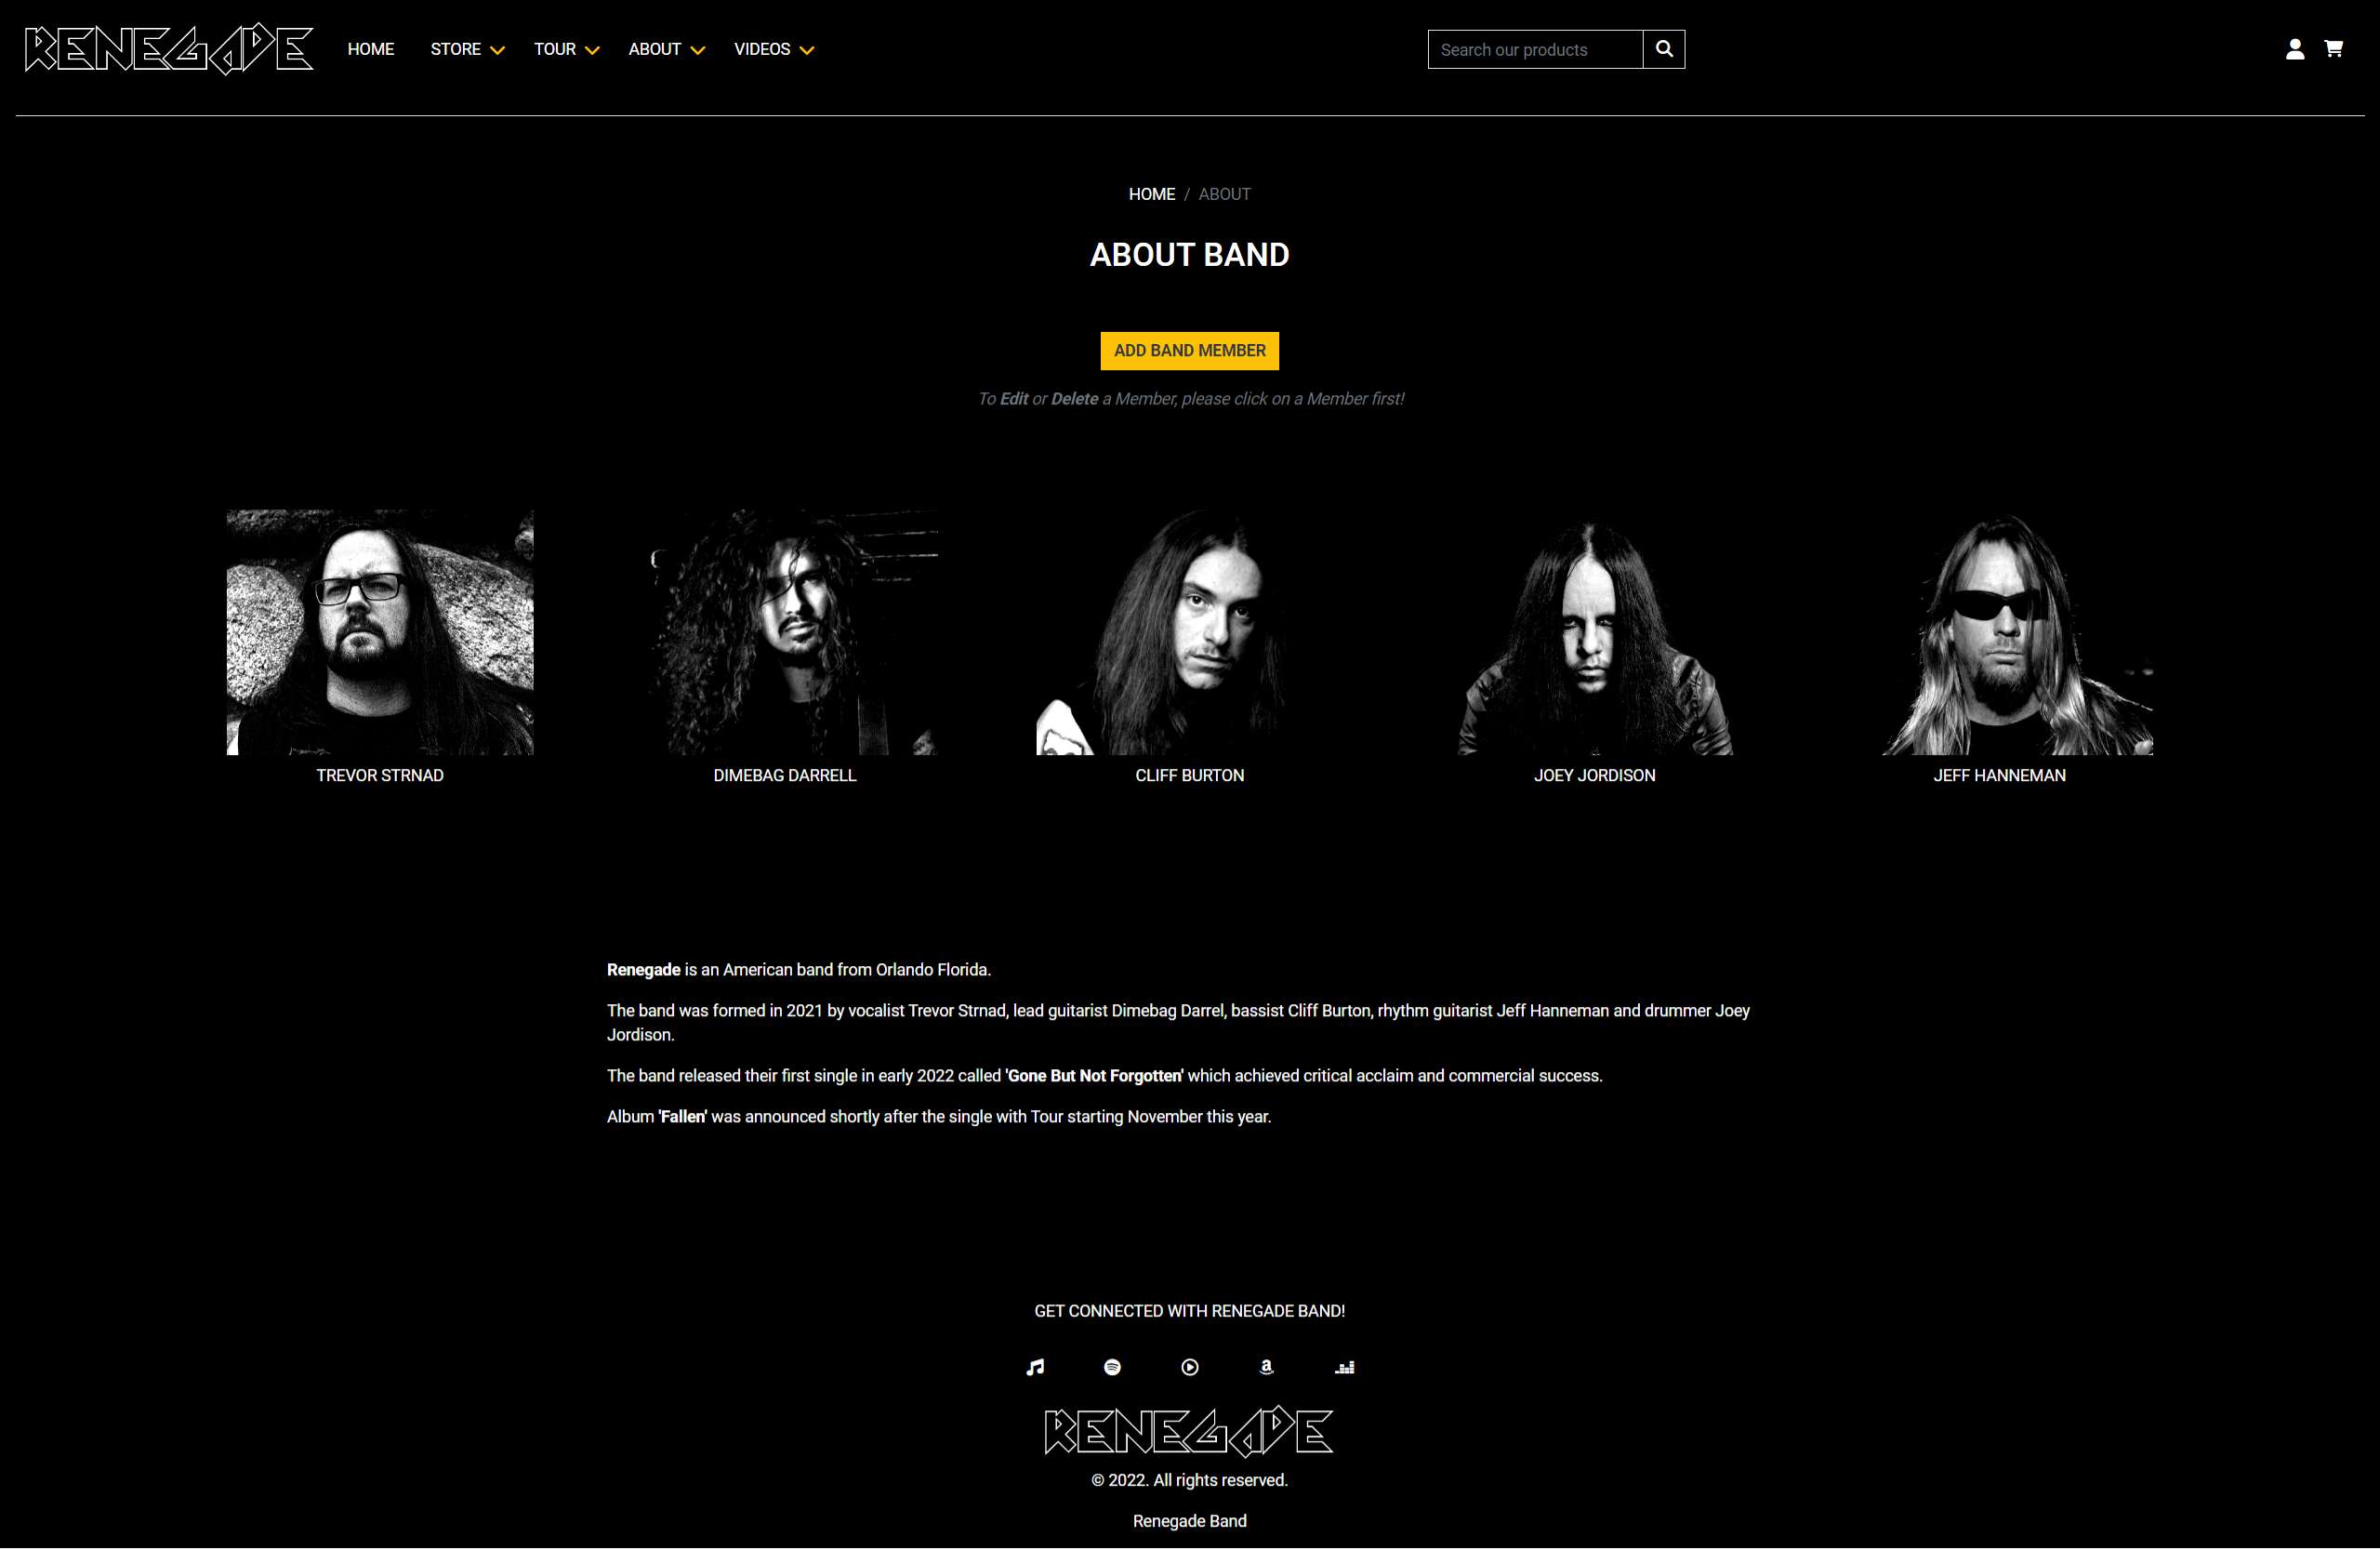 RENEGADE
HOME
STORE
TOUR
ABOUT
VIDEOS
Search our products
HOME / ABOUT
ABOUT BAND
ADD BAND MEMBER
To Edit or Delete a Member, please click on a Member first!
TREVOR STRNAD
DIMEBAG DARRELL
CLIFF BURTON
JOEY JORDISON
JEFF HANNEMAN
Renegade is an American band from Orlando Florida.
The band was formed in 2021 by vocalist Trevor Strnad, lead guitarist Dimebag Darrel, bassist Cliff Burton, rhythm guitarist Jeff Hanneman and drummer Joey
Jordison.
The band released their first single in early 2022 called 'Gone But Not Forgotten' which achieved critical acclaim and commercial success.
Album 'Fallen' was announced shortly after the single with Tour starting November this year.
GET CONNECTED WITH RENEGADE BAND!
RENEGADE
© 2022. All rights reserved.
Renegade Band